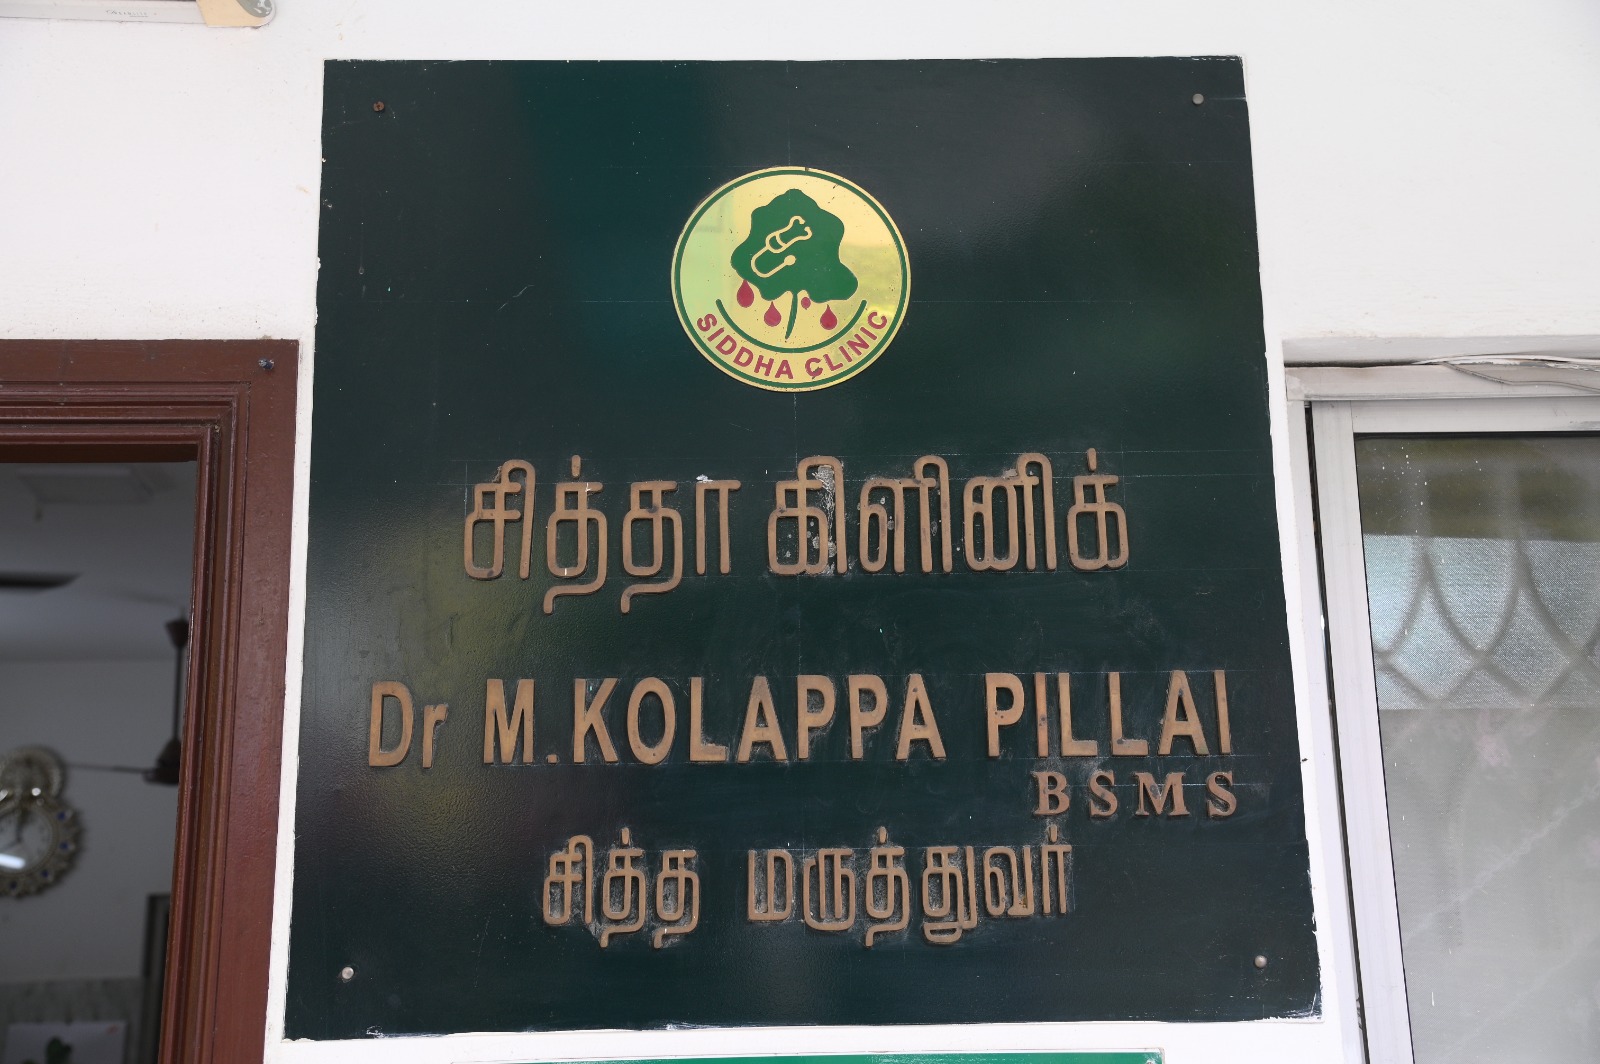 SIDDHA CLINIC
சித்தா கிளினிக்
Dr M.KOLAPPA PILLAI
BSMS
சித்த மருத்துவர்